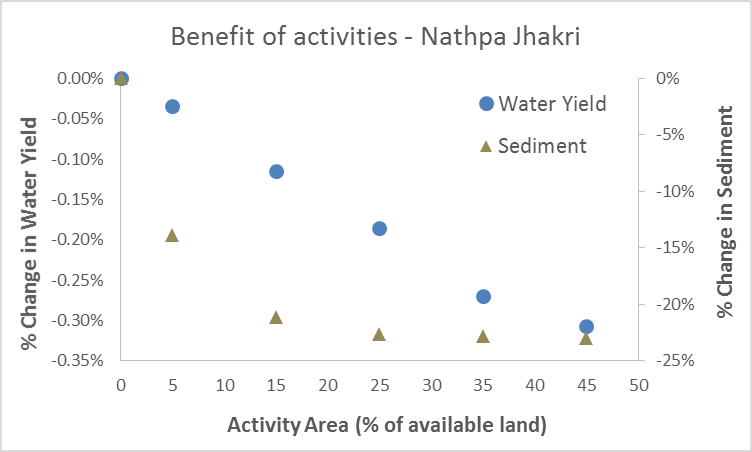 Benefit of activities - Nathpa Jhakri
% Change in Water Yield
0.00%
-0.05%
-0.10%
-0.15%
-0.20%
-0.25%
-0.30%
-0.35%
Water Yield
Sediment
0%
-5%
-10%
-15%
-20%
-25%
% Change in Sediment
0 5 10 15 20 25 30 35 40 45 50
Activity Area (% of available land)